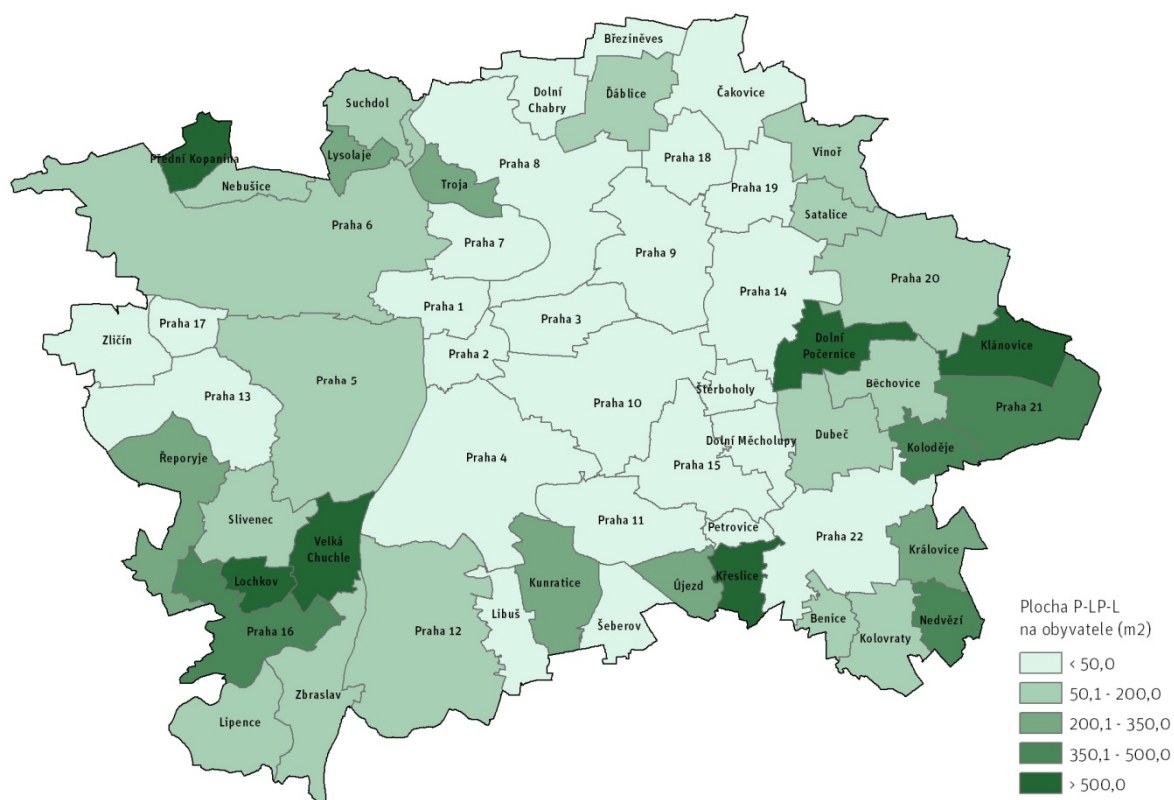 Březiněves
Dolní
Chabry
Ďáblice
Čakovice
Suchdol
Praha 18
Vinoř
Přední Kopanina
Lysolaje
Praha 8
Nebušice
Troja
Praha 19
Satalice
Praha 6
Praha 7
Praha 9
Praha 20
Praha 14
Praha 1
Praha 3
Praha 17
Zličín
Praha 2
Dolní
Počernice
Klánovice
Praha 5
Štěrboholy
Běchovice
Praha 13
Praha 10
Praha 21
Dolní Měcholupy
Dubeč
Koloděje
Řeporyje
Praha 4
Praha 15
Slivenec
Praha 11
Petrovice
Velká
Chuchle
Praha 22
Královice
Lochkov
Kunratice
Újezd
Křeslice
Praha 16
Praha 12
Libuš
Šeberov
Benice
Kolovraty
Nedvězí
Zbraslav
Lipence
Plocha P-LP-L
na obyvatele (m2)
< 50,0
50,1 - 200,0
200,1 - 350,0
350,1 - 500,0
> 500,0